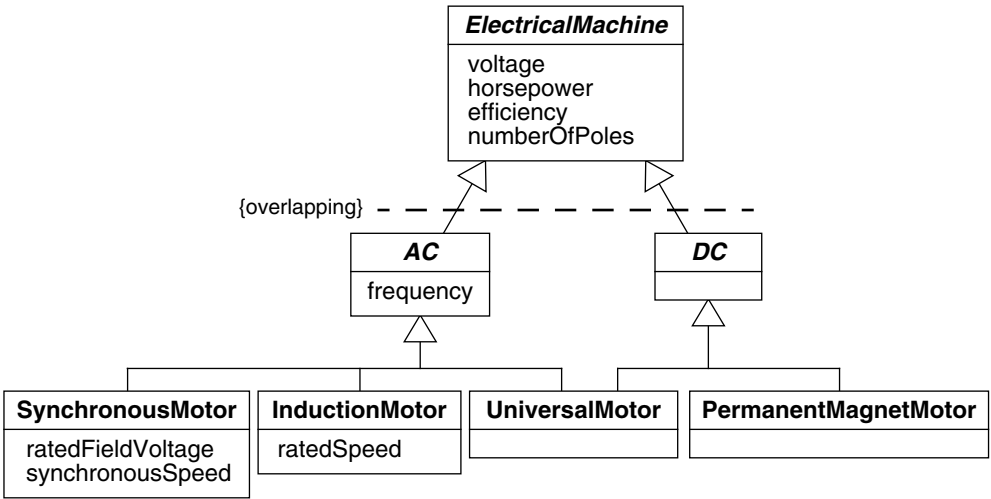 ElectricalMachine
voltage
horsepower
efficiency
numberOfPoles
{overlapping}
AC
frequency
DC
SynchronousMotor
ratedFieldVoltage
synchronousSpeed
InductionMotor
ratedSpeed
UniversalMotor
PermanentMagnetMotor